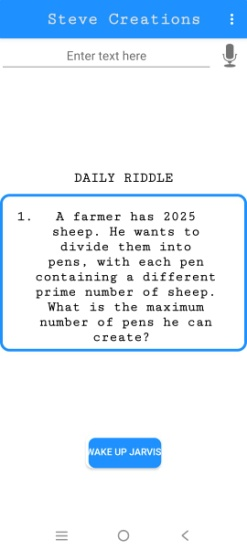 Steve Creations
Enter text here
DAILY RIDDLE
1. A farmer has 2025
sheep. He wants to
divide them into
pens, with each pen
containing a different
prime number of sheep.
What is the maximum
number of pens he can
create?
WAKE UP JARVIS